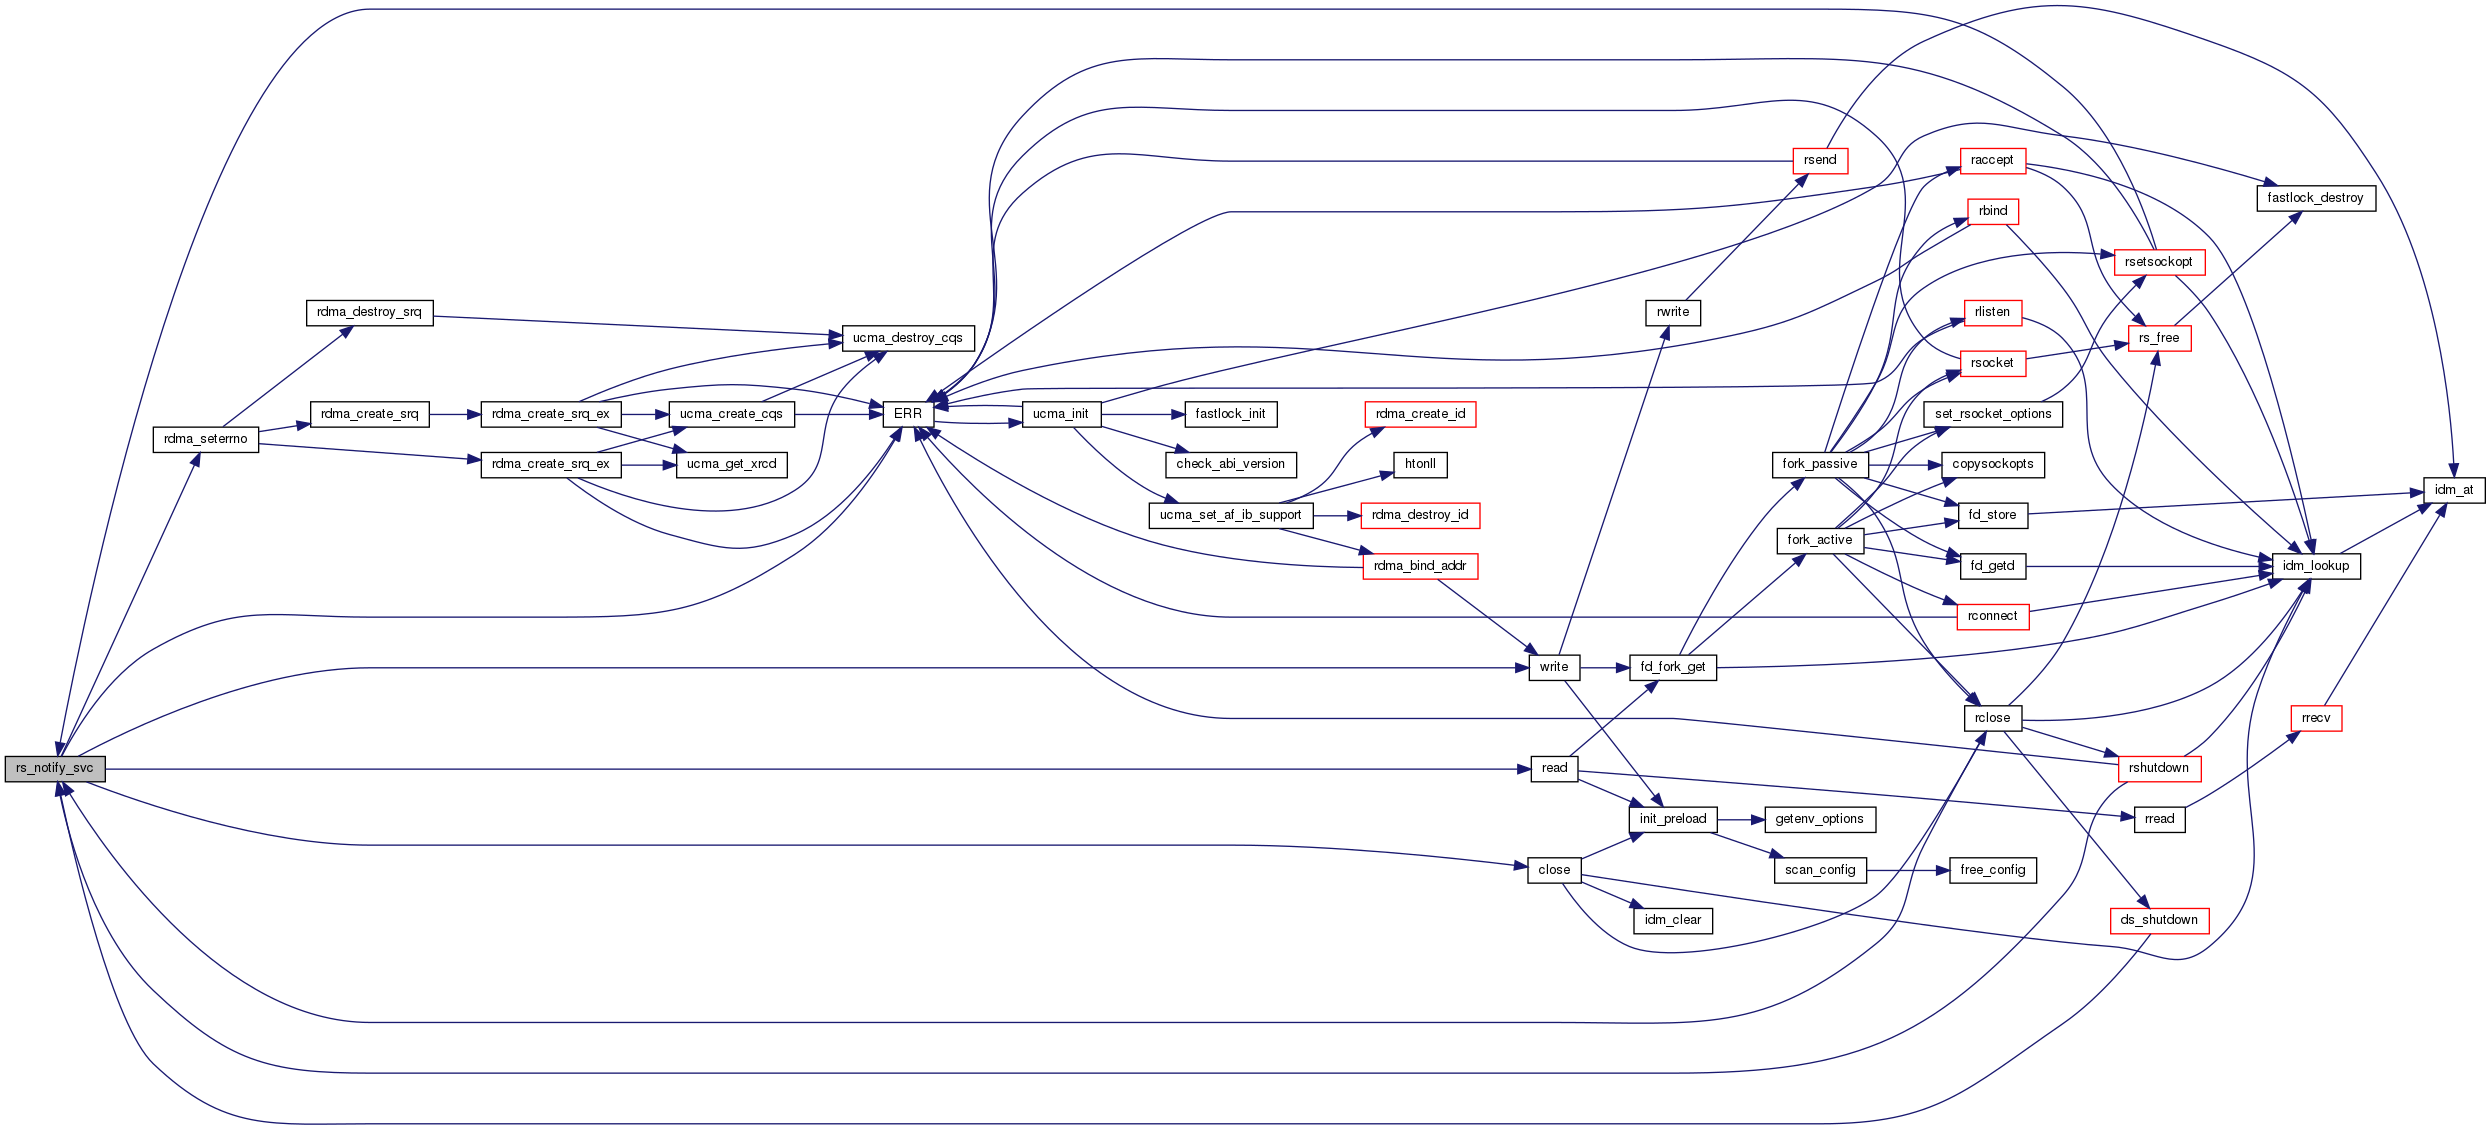 rs_notify_svc
rdma_seterrno
rdma_destroy_srq
rdma_create_srq
rdma_create_srq_ex
rdma_create_srq_ex
ucma_create_cqs
ucma_get_xrcd
ucma_destroy_cqs
ERR
ucma_init
fastlock_init
check_abi_version
ucma_set_af_ib_support
rdma_create_id
htonll
rdma_destroy_id
rdma_bind_addr
write
read
close
rwrite
fd_fork_get
init_preload
idm_clear
rsend
fork_passive
fork_active
getenv_options
scan_config
raccept
rbind
rlisten
rsocket
set_rsocket_options
copysockopts
fd_store
fd_getd
rconnect
rclose
free_config
rsetsockopt
rs_free
rshutdown
rread
ds_shutdown
fastlock_destroy
idm_lookup
rrecv
idm_at